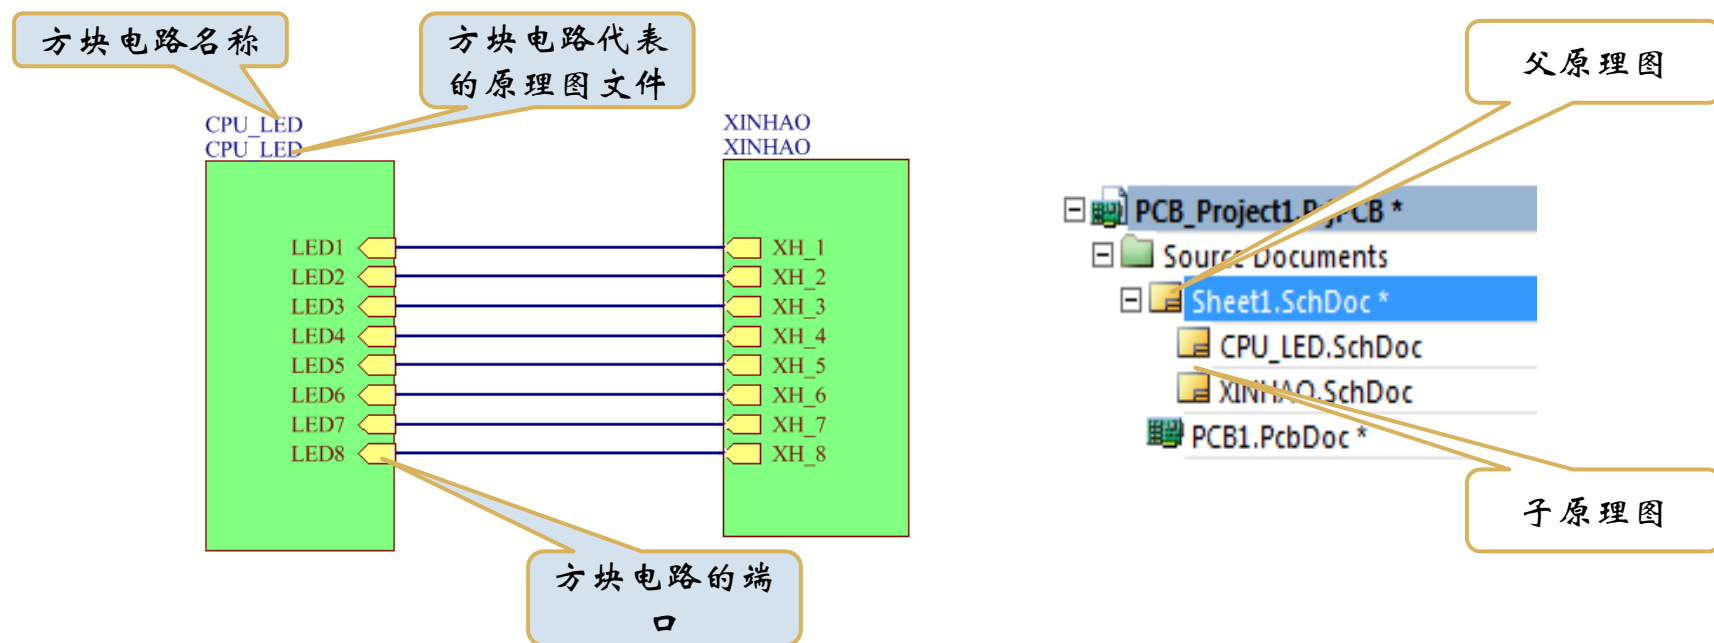 方块电路名称
方块电路代表
的原理图文件
CPU_LED
CPU_LED
LED1
LED2
LED3
LED4
LED5
LED6
LED7
LED8
XINHAO
XINHAO
XH_1
XH_2
XH_3
XH_4
XH_5
XH_6
XH_7
XH_8
方块电路的端
口
父原理图
PCB_Project1.PrjPCB *
Source Documents
Sheet1.SchDoc *
CPU_LED.SchDoc
XINHAO.SchDoc
PCB1.PcbDoc *
子原理图